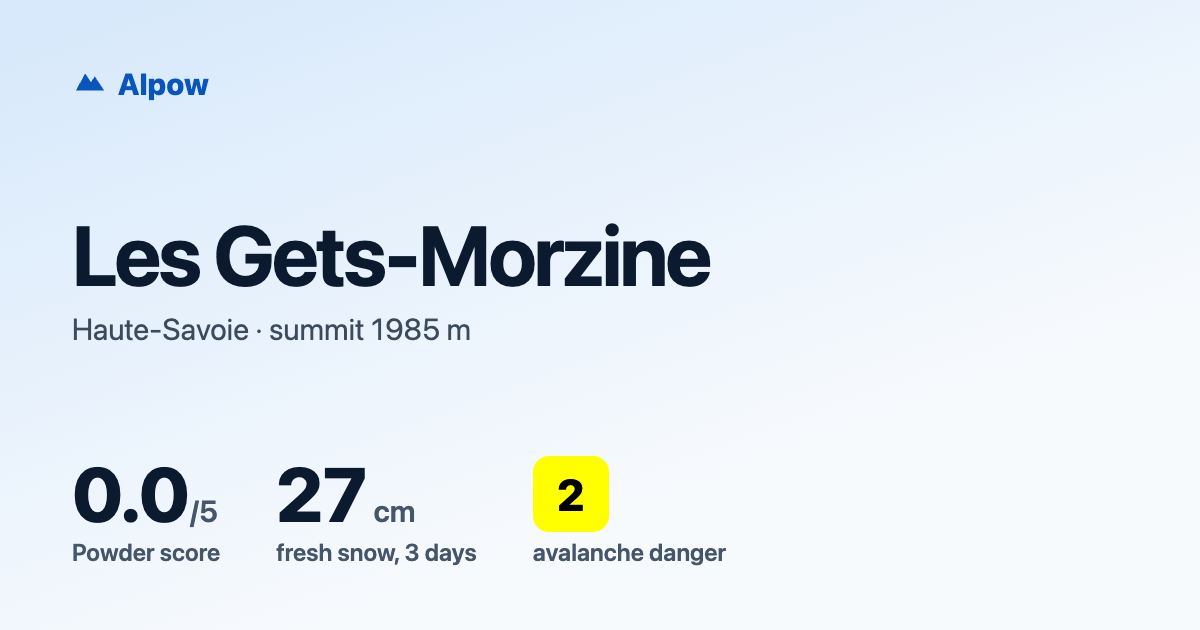 Alpow
Les Gets-Morzine
Haute-Savoie · summit 1985 m
0.0/5 27 cm 2
Powder score fresh snow, 3 days avalanche danger